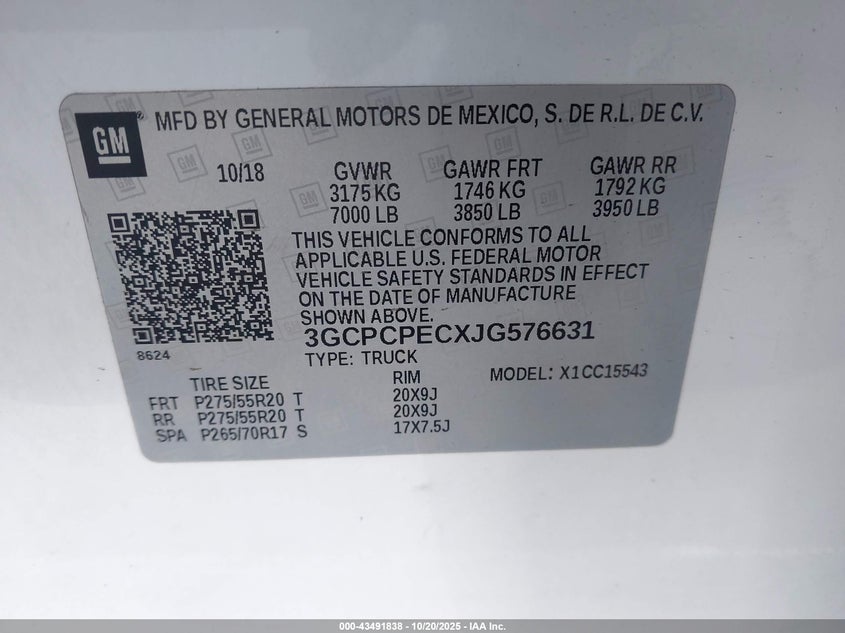 GM
MFD BY GENERAL MOTORS DE MEXICO, S. DE R.L. DE C.V.
10/18 GVWR GAWR FRT GAWR RR
3175 KG 1746 KG 1792 KG
7000 LB 3850 LB 3950 LB
THIS VEHICLE CONFORMS TO ALL
APPLICABLE U.S. FEDERAL MOTOR
VEHICLE SAFETY STANDARDS IN EFFECT
ON THE DATE OF MANUFACTURE
SHOWN ABOVE.
3GCPCPECXJG576631
8624
TYPE: TRUCK MODEL: X1CC15543
TIRE SIZE RIM
FRT P275/55R20 T 20X9J
RR P275/55R20 T 20X9J
SPA P265/70R17 S 17X7.5J
000-43491838 - 10/20/2025 - IAA Inc.